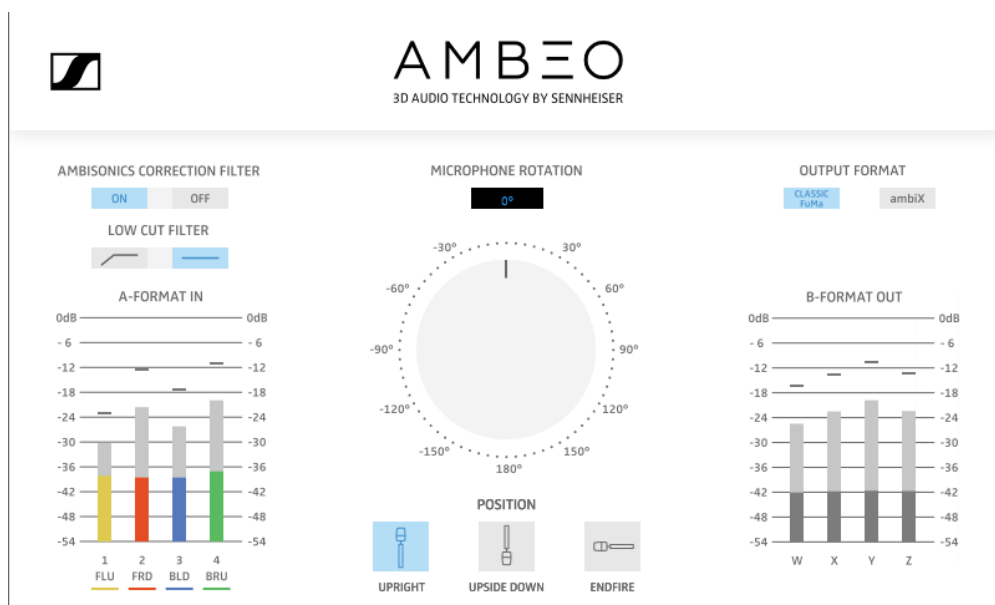 AMBEO
3D AUDIO TECHNOLOGY BY SENNHEISER
AMBISONICS CORRECTION FILTER
ON OFF
LOW CUT FILTER
A-FORMAT IN
0dB 0dB
- 6 - 6
-12 -12
-18 -18
-24 -24
-30 -30
-36 -36
-42 -42
-48 -48
-54 -54
1 2 3 4
FLU FRD BLD BRU
MICROPHONE ROTATION
0°
-30° 30°
-60° 60°
-90° 90°
-120° 120°
-150° 150°
180°
POSITION
UPRIGHT UPSIDE DOWN ENDFIRE
OUTPUT FORMAT
CLASSIC
FuMa
ambiX
B-FORMAT OUT
0dB 0dB
- 6 - 6
-12 -12
-18 -18
-24 -24
-30 -30
-36 -36
-42 -42
-48 -48
-54 -54
W X Y Z